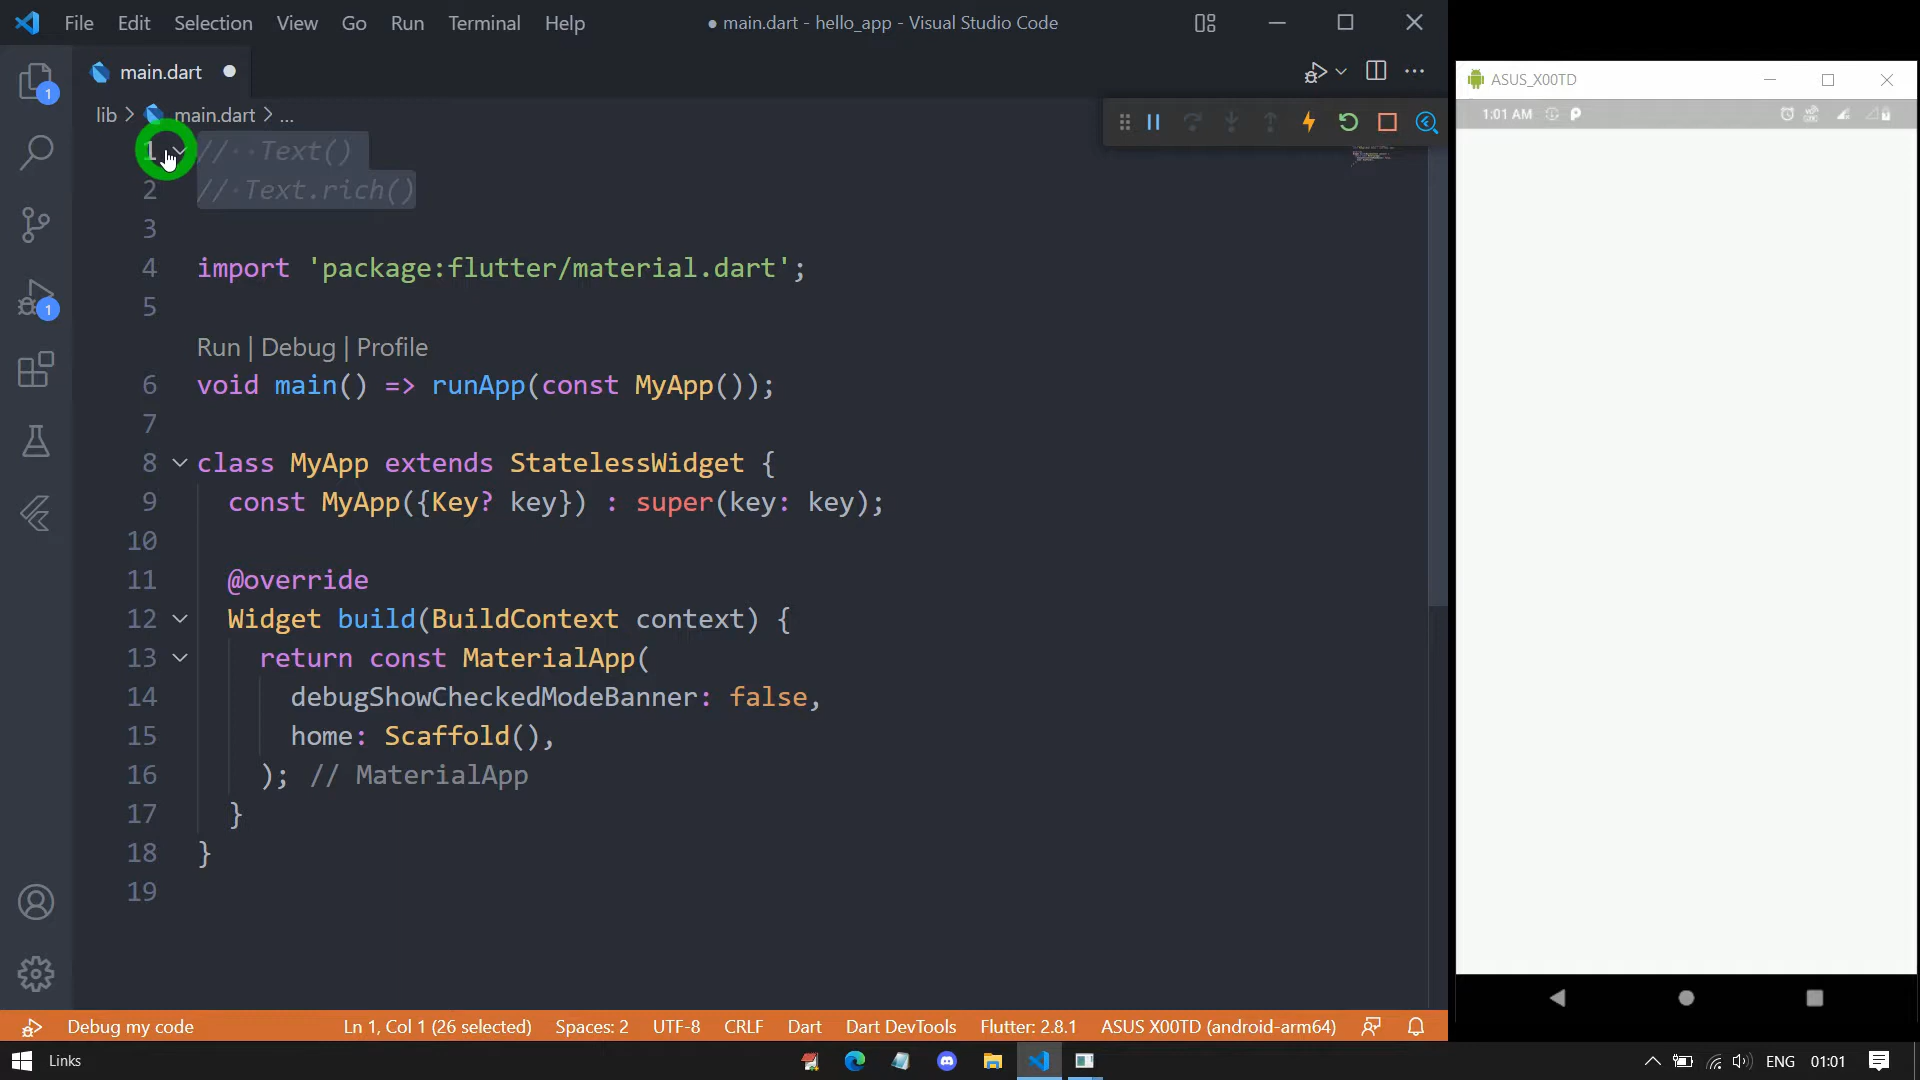 File Edit Selection View Go Run Terminal Help
● main.dart - hello_app - Visual Studio Code
main.dart
lib > main.dart > ...
1 //··Text()
2 //·Text.rich()
3
4 import 'package:flutter/material.dart';
5
Run | Debug | Profile
6 void main() => runApp(const MyApp());
7
8 class MyApp extends StatelessWidget {
9 const MyApp({Key? key}) : super(key: key);
10
11 @override
12 Widget build(BuildContext context) {
13 return const MaterialApp(
14 debugShowCheckedModeBanner: false,
15 home: Scaffold(),
16 ); // MaterialApp
17 }
18 }
19
1
1
Debug my code Ln 1, Col 1 (26 selected) Spaces: 2 UTF-8 CRLF Dart Dart DevTools Flutter: 2.8.1 ASUS X00TD (android-arm64)
ASUS_X00TD
1:01 AM
Links
ENG 01:01